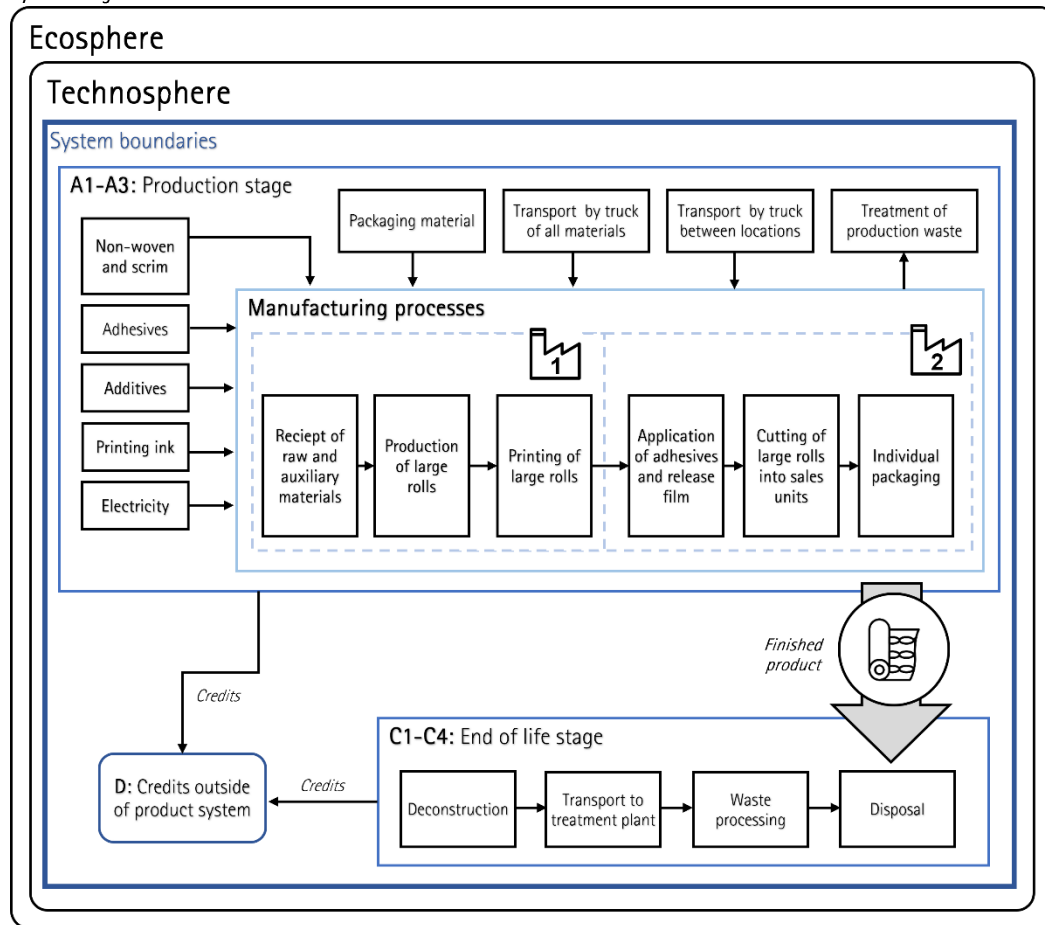 Ecosphere
Technosphere
System boundaries
A1-A3: Production stage
Non-woven
and scrim
Packaging material
Transport by truck
of all materials
Transport by truck
between locations
Treatment of
production waste
Adhesives
Additives
Printing ink
Electricity
Manufacturing processes
1
2
Reciept of
raw and
auxiliary
materials
Production
of large
rolls
Printing of
large rolls
Application
of adhesives
and release
film
Cutting of
large rolls
into sales
units
Individual
packaging
Finished
product
Credits
D: Credits outside
of product system
Credits
C1-C4: End of life stage
Deconstruction
Transport to
treatment plant
Waste
processing
Disposal